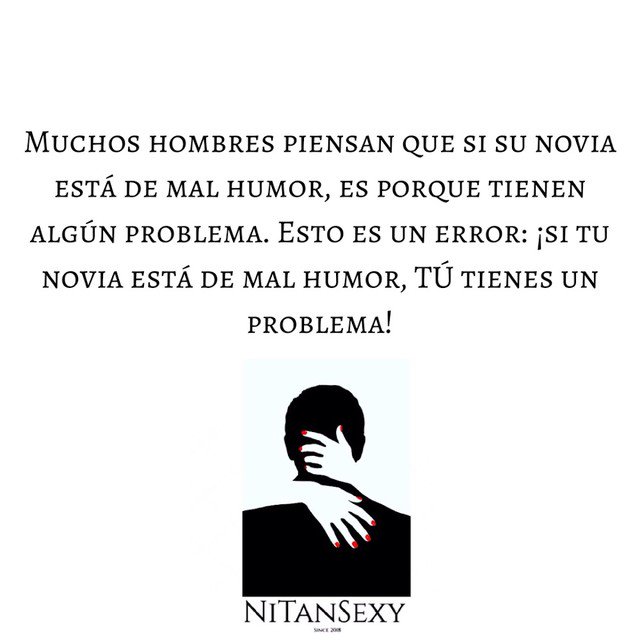 Muchos hombres piensan que si su novia
está de mal humor, es porque tienen
algún problema. Esto es un error: ¡si tu
novia está de mal humor, TÚ tienes un
problema!
NiTanSexy
since 2018